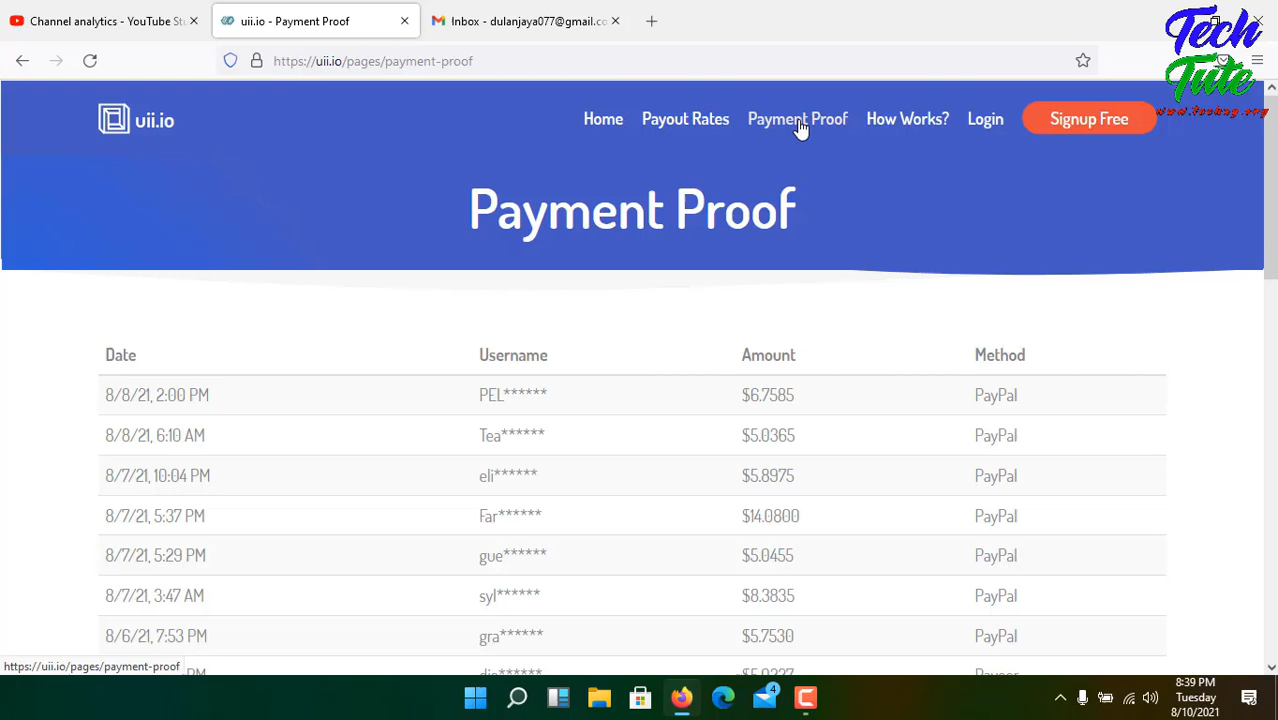 Channel analytics - YouTube Stu
uii.io - Payment Proof
Inbox - dulanjaya077@gmail.co
https://uii.io/pages/payment-proof
Tech
Tute
uii.io
Home
Payout Rates
Payment Proof
How Works?
Login
Signup Free
Payment Proof
Date Username Amount Method
8/8/21, 2:00 PM PEL****** $6.7585 PayPal
8/8/21, 6:10 AM Tea****** $5.0365 PayPal
8/7/21, 10:04 PM eli****** $5.8975 PayPal
8/7/21, 5:37 PM Far****** $14.0800 PayPal
8/7/21, 5:29 PM gue****** $5.0455 PayPal
8/7/21, 3:47 AM syl****** $8.3835 PayPal
8/6/21, 7:53 PM gra****** $5.7530 PayPal
https://uii.io/pages/payment-proof
4
8:39 PM
Tuesday
8/10/2021